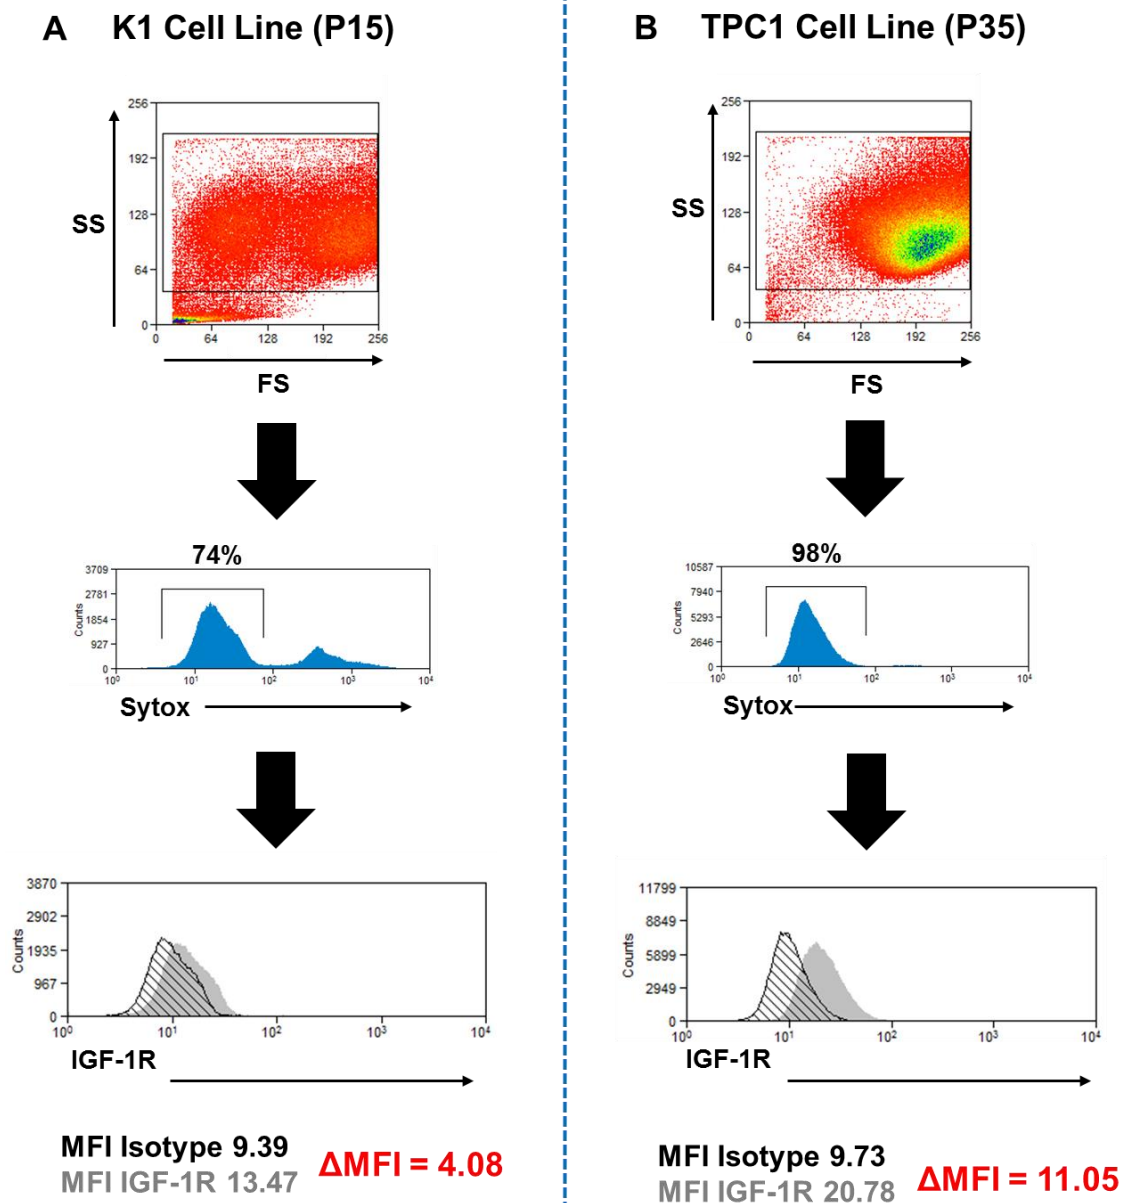 A K1 Cell Line (P15)
256
192
128
64
0
SS
0 64 128 192 256
FS
74%
3709
2781
1854
927
0
Counts
10⁰ 10¹ 10² 10³ 10⁴
Sytox
3870
2902
1935
967
0
Counts
10⁰ 10¹ 10² 10³ 10⁴
IGF-1R
MFI Isotype 9.39
MFI IGF-1R 13.47
ΔMFI = 4.08
B TPC1 Cell Line (P35)
256
192
128
64
0
SS
0 64 128 192 256
FS
98%
10587
7940
5293
2646
0
Counts
10⁰ 10¹ 10² 10³ 10⁴
Sytox
11799
8849
5899
2949
0
Counts
10⁰ 10¹ 10² 10³ 10⁴
IGF-1R
MFI Isotype 9.73
MFI IGF-1R 20.78
ΔMFI = 11.05